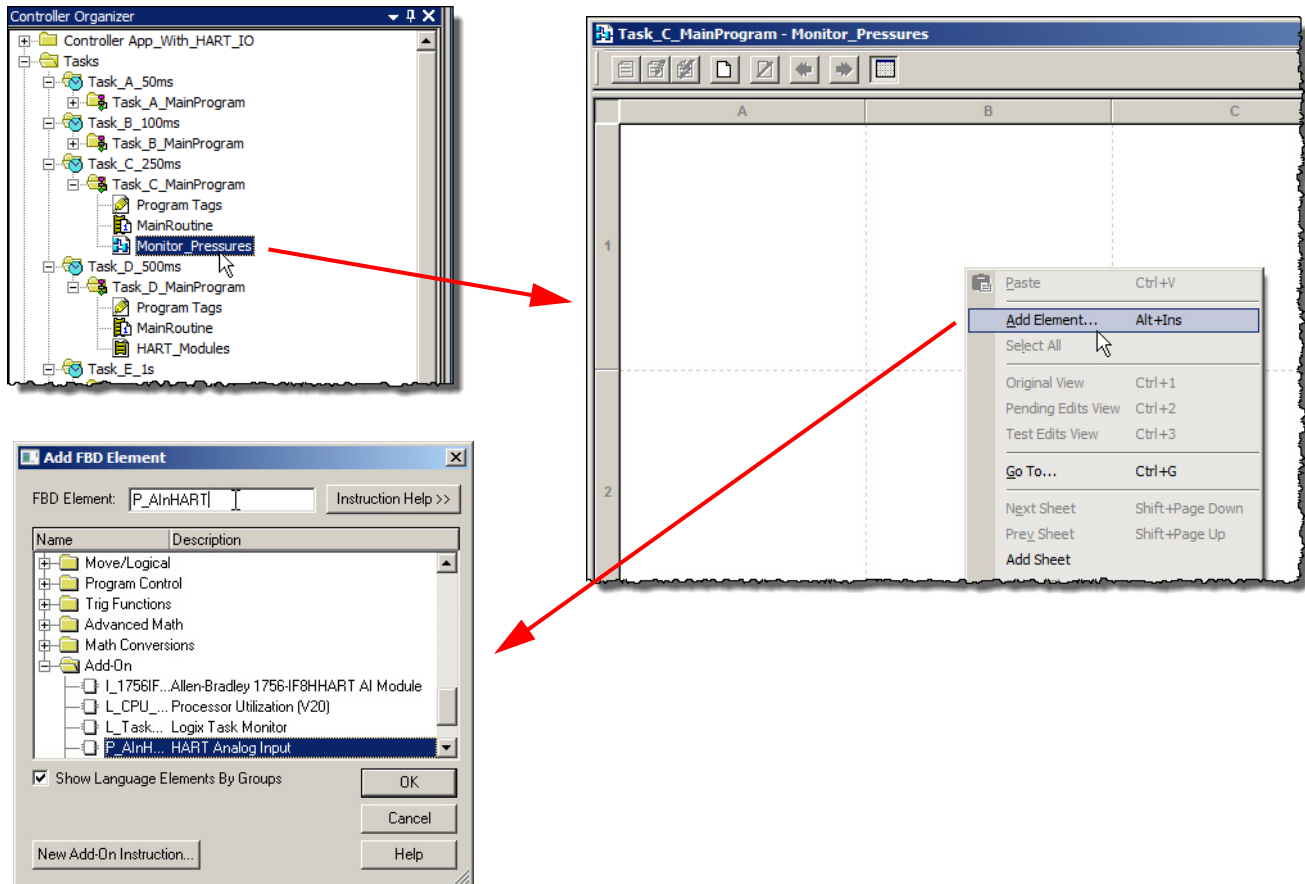 Controller Organizer
Controller App_With_HART_IO
Tasks
Task_A_50ms
Task_A_MainProgram
Task_B_100ms
Task_B_MainProgram
Task_C_250ms
Task_C_MainProgram
Program Tags
MainRoutine
Monitor_Pressures
Task_D_500ms
Task_D_MainProgram
Program Tags
MainRoutine
HART_Modules
Task_E_1s
Task_C_MainProgram - Monitor_Pressures
A B C
1
2
Paste Ctrl+V
Add Element... Alt+Ins
Select All
Original View Ctrl+1
Pending Edits View Ctrl+2
Test Edits View Ctrl+3
Go To... Ctrl+G
Next Sheet Shift+Page Down
Prev Sheet Shift+Page Up
Add Sheet
Add FBD Element
FBD Element: P_AInHART Instruction Help >>
Name Description
Move/Logical
Program Control
Trig Functions
Advanced Math
Math Conversions
Add-On
I_1756IF...Allen-Bradley 1756-IF8HHART AI Module
L_CPU_... Processor Utilization (V20)
L_Task... Logix Task Monitor
P_AInH... HART Analog Input
Show Language Elements By Groups
OK
Cancel
New Add-On Instruction...
Help